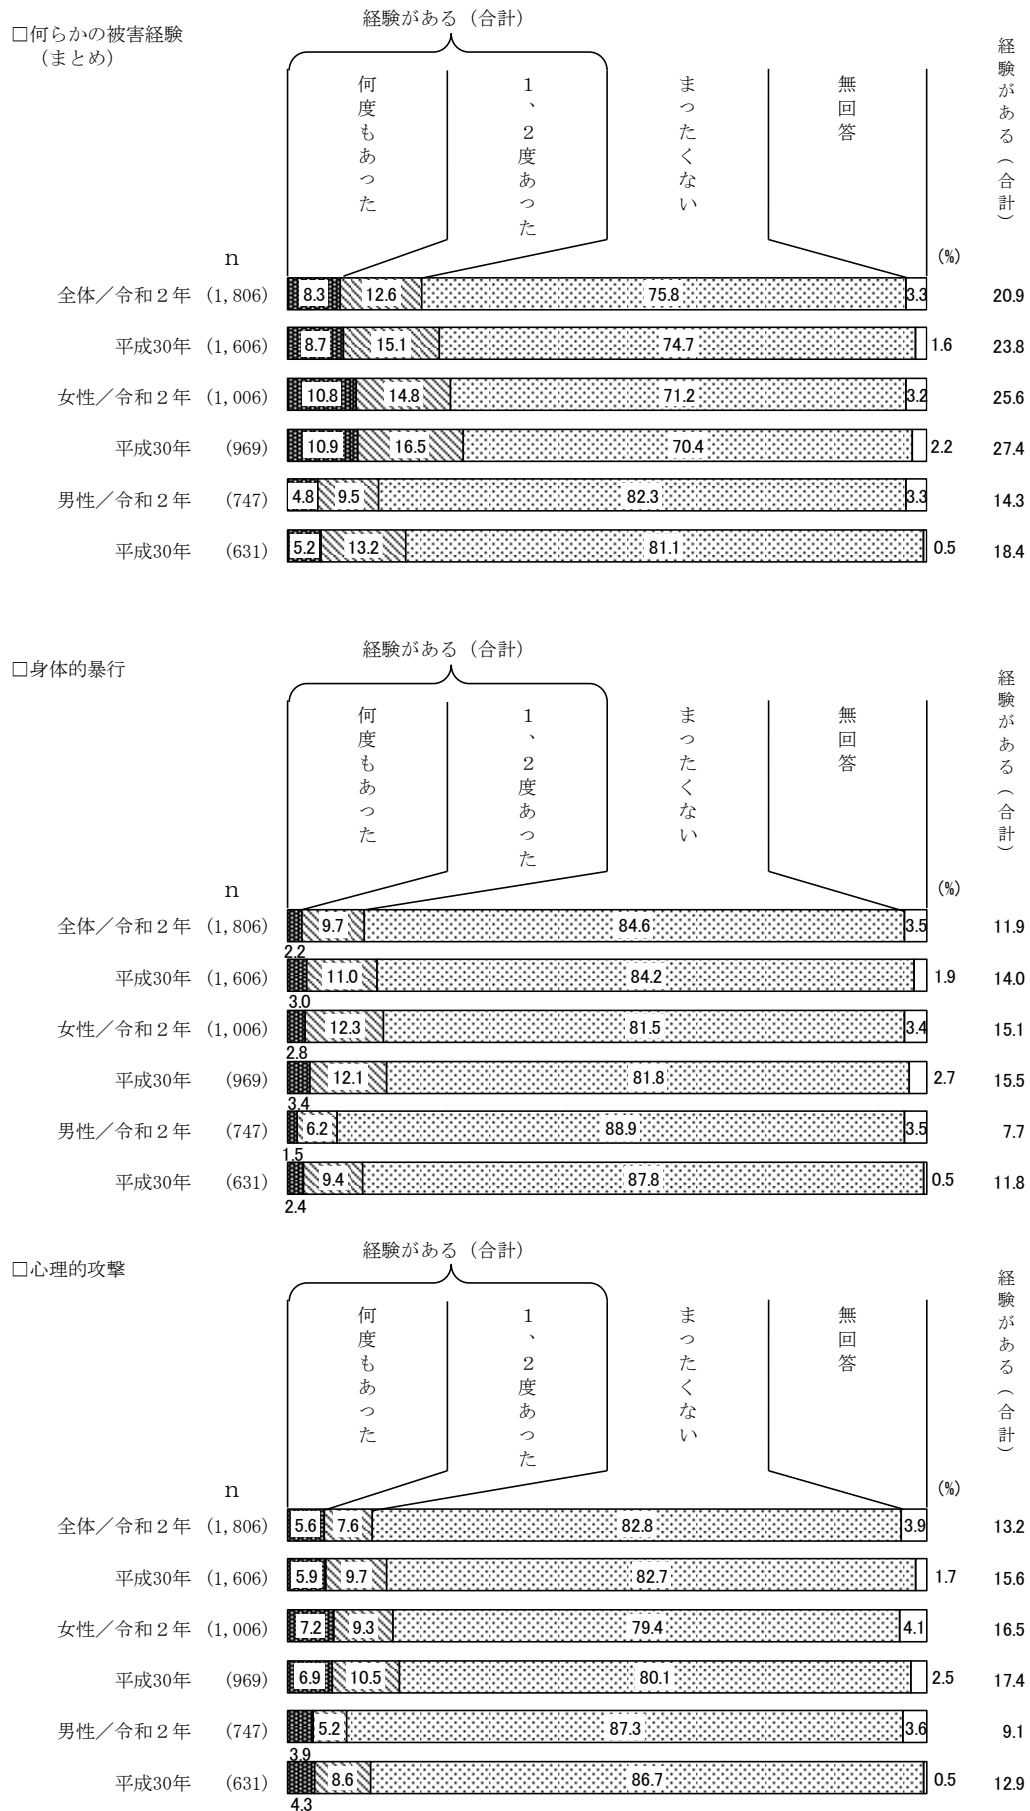 □何らかの被害経験
（まとめ）
経験がある（合計）
何度もあった
１、２度あった
まったくない
無回答
経験がある（合計）
n
(%)
全体／令和２年 (1,806) 8.3 12.6 75.8 3.3 20.9
平成30年 (1,606) 8.7 15.1 74.7 1.6 23.8
女性／令和２年 (1,006) 10.8 14.8 71.2 3.2 25.6
平成30年 (969) 10.9 16.5 70.4 2.2 27.4
男性／令和２年 (747) 4.8 9.5 82.3 3.3 14.3
平成30年 (631) 5.2 13.2 81.1 0.5 18.4
□身体的暴行
経験がある（合計）
何度もあった
１、２度あった
まったくない
無回答
経験がある（合計）
n
(%)
全体／令和２年 (1,806) 2.2 9.7 84.6 3.5 11.9
平成30年 (1,606) 3.0 11.0 84.2 1.9 14.0
女性／令和２年 (1,006) 2.8 12.3 81.5 3.4 15.1
平成30年 (969) 3.4 12.1 81.8 2.7 15.5
男性／令和２年 (747) 1.5 6.2 88.9 3.5 7.7
平成30年 (631) 2.4 9.4 87.8 0.5 11.8
□心理的攻撃
経験がある（合計）
何度もあった
１、２度あった
まったくない
無回答
経験がある（合計）
n
(%)
全体／令和２年 (1,806) 5.6 7.6 82.8 3.9 13.2
平成30年 (1,606) 5.9 9.7 82.7 1.7 15.6
女性／令和２年 (1,006) 7.2 9.3 79.4 4.1 16.5
平成30年 (969) 6.9 10.5 80.1 2.5 17.4
男性／令和２年 (747) 3.9 5.2 87.3 3.6 9.1
平成30年 (631) 4.3 8.6 86.7 0.5 12.9